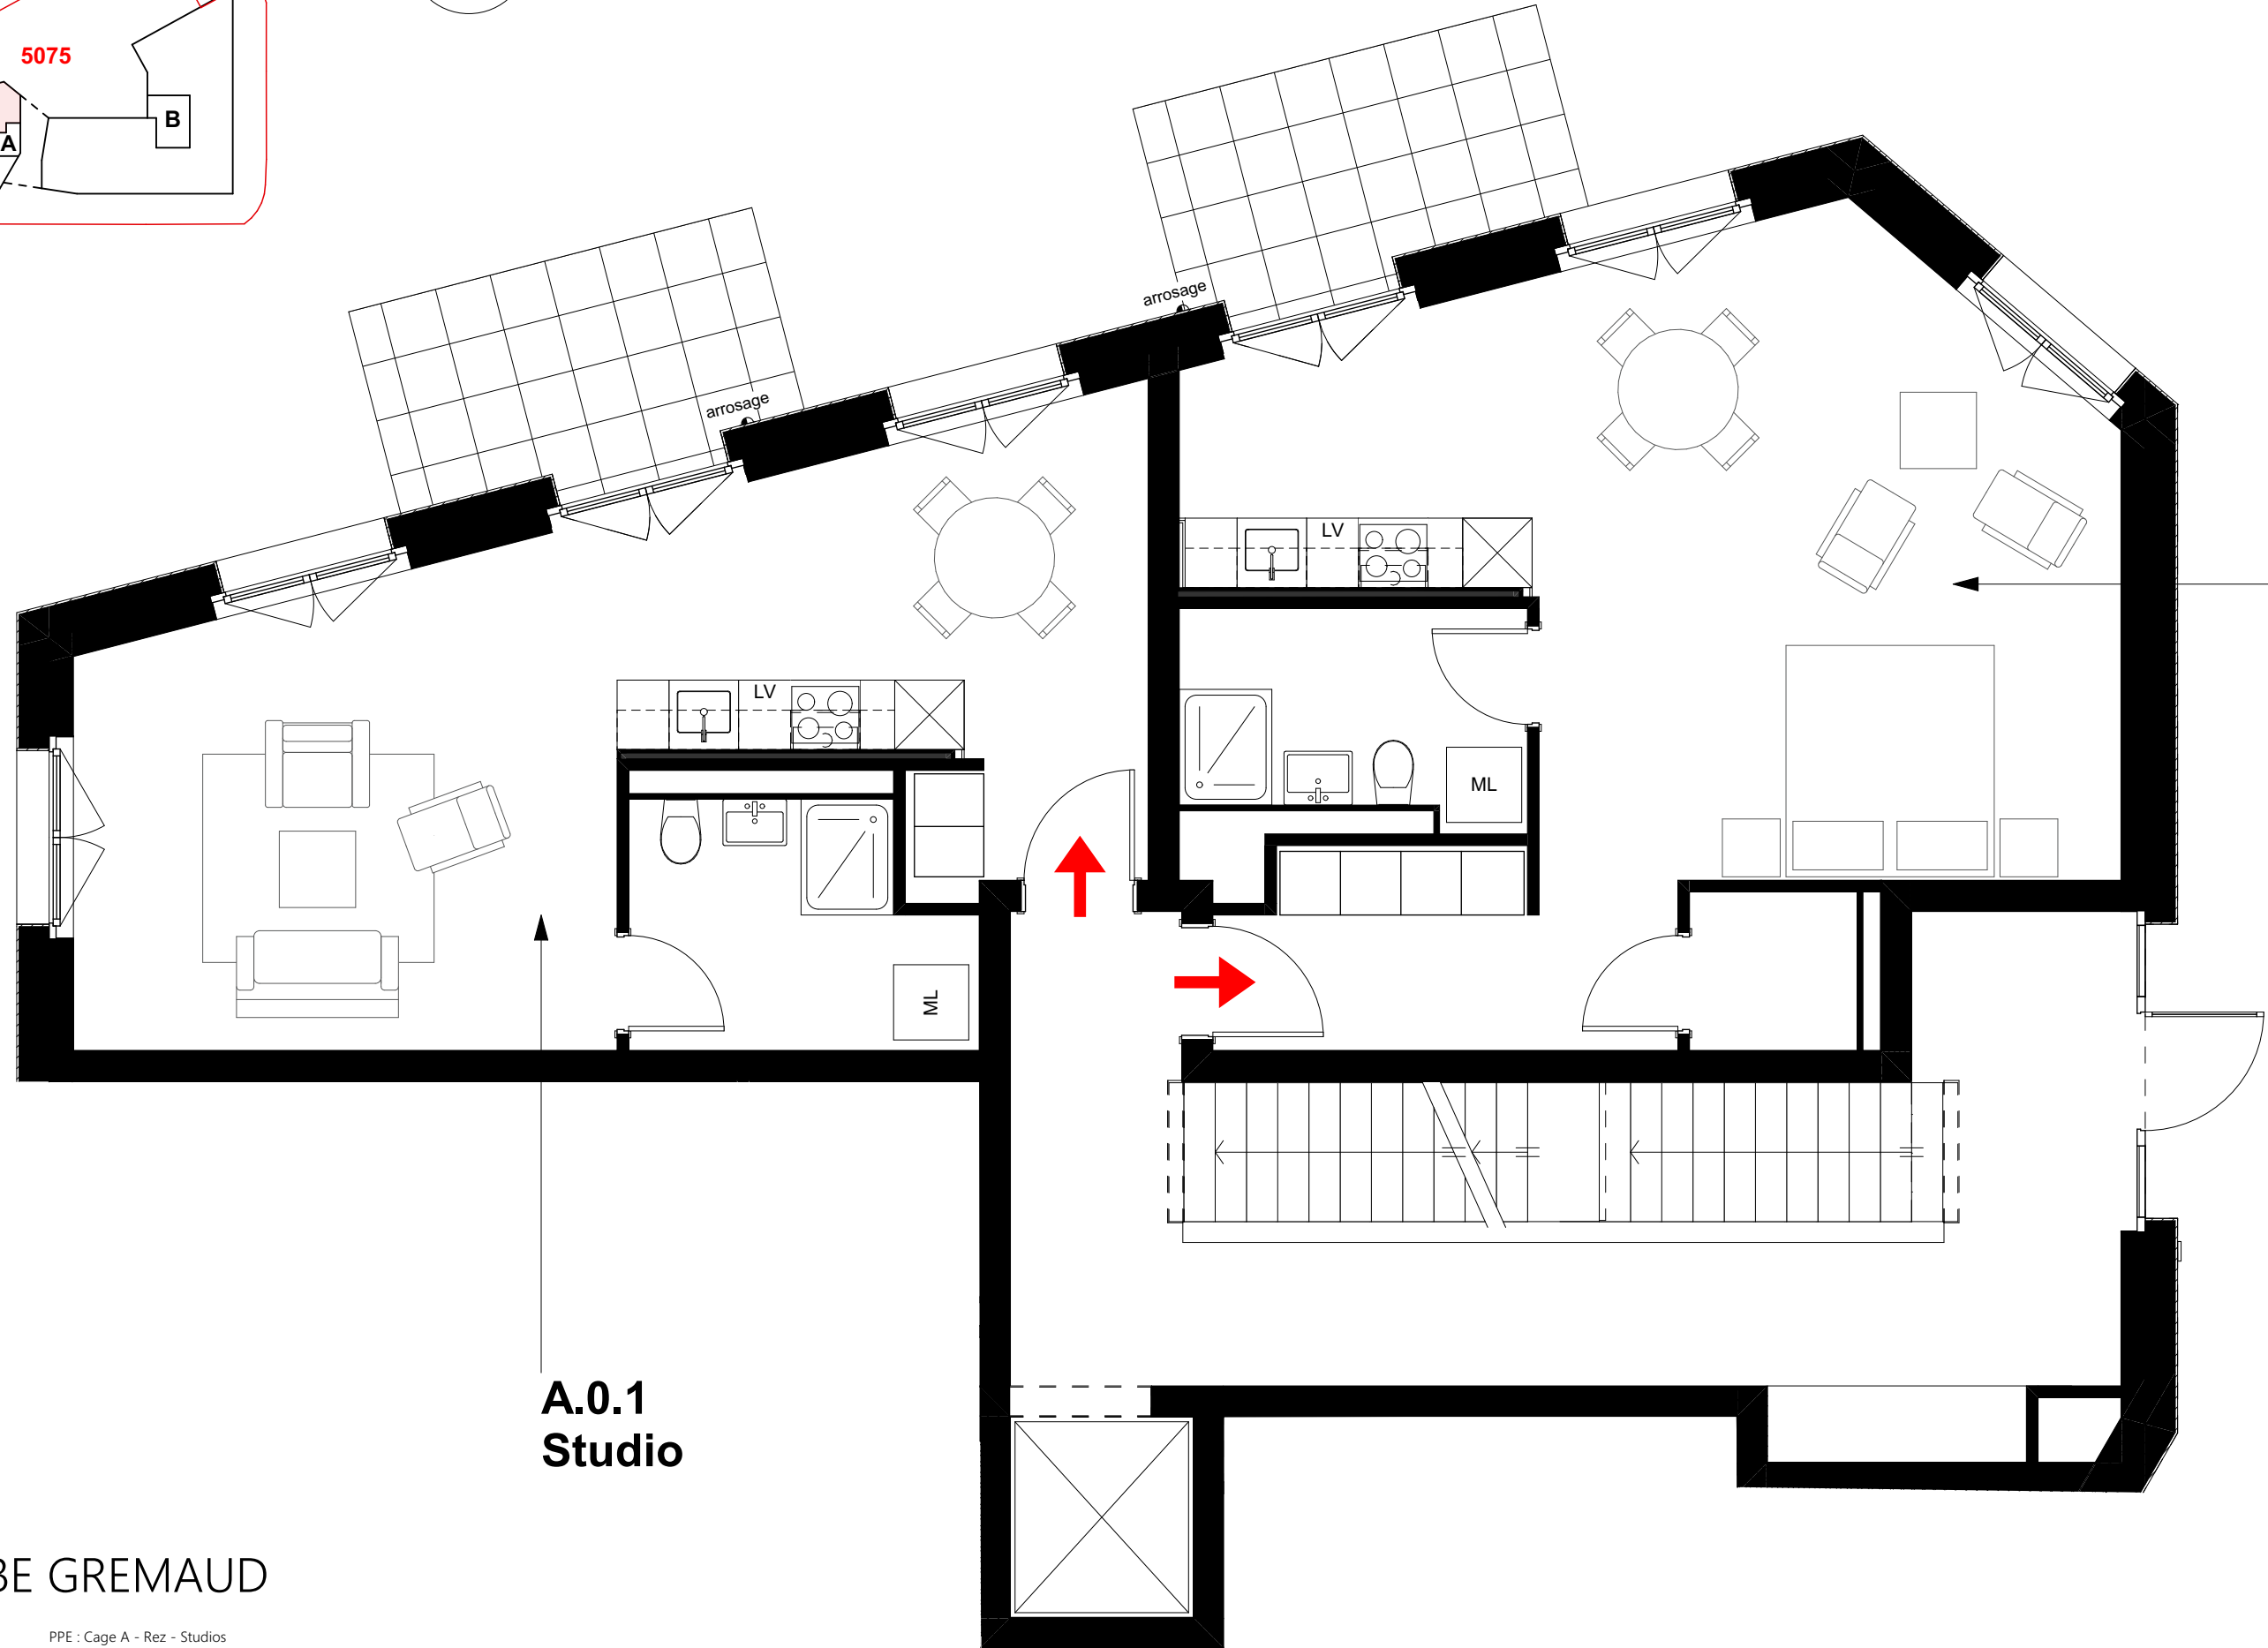 5075
B
A
arrosage
arrosage
LV
LV
ML
ML
A.0.1
Studio
BE GREMAUD
PPE : Cage A - Rez - Studios